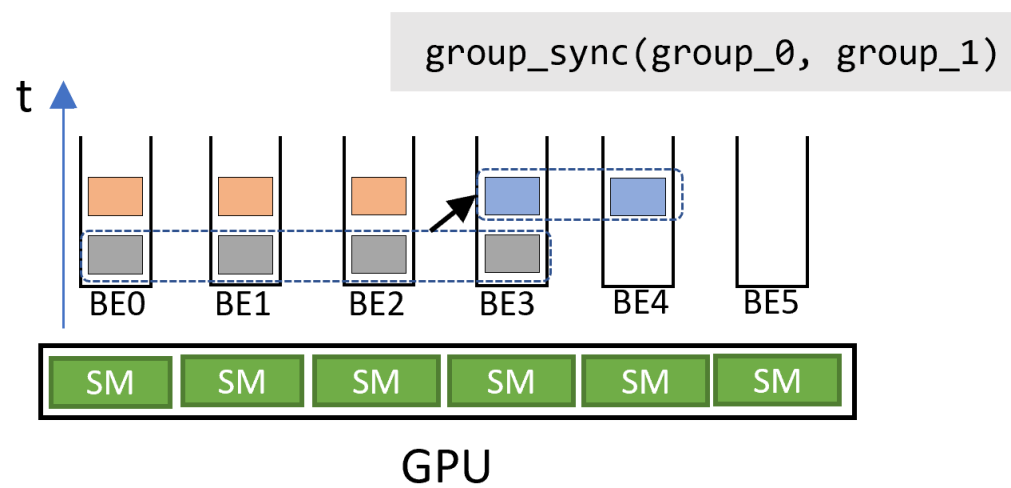 group_sync(group_0, group_1)
t
BE0 BE1 BE2 BE3 BE4 BE5
SM SM SM SM SM SM
GPU